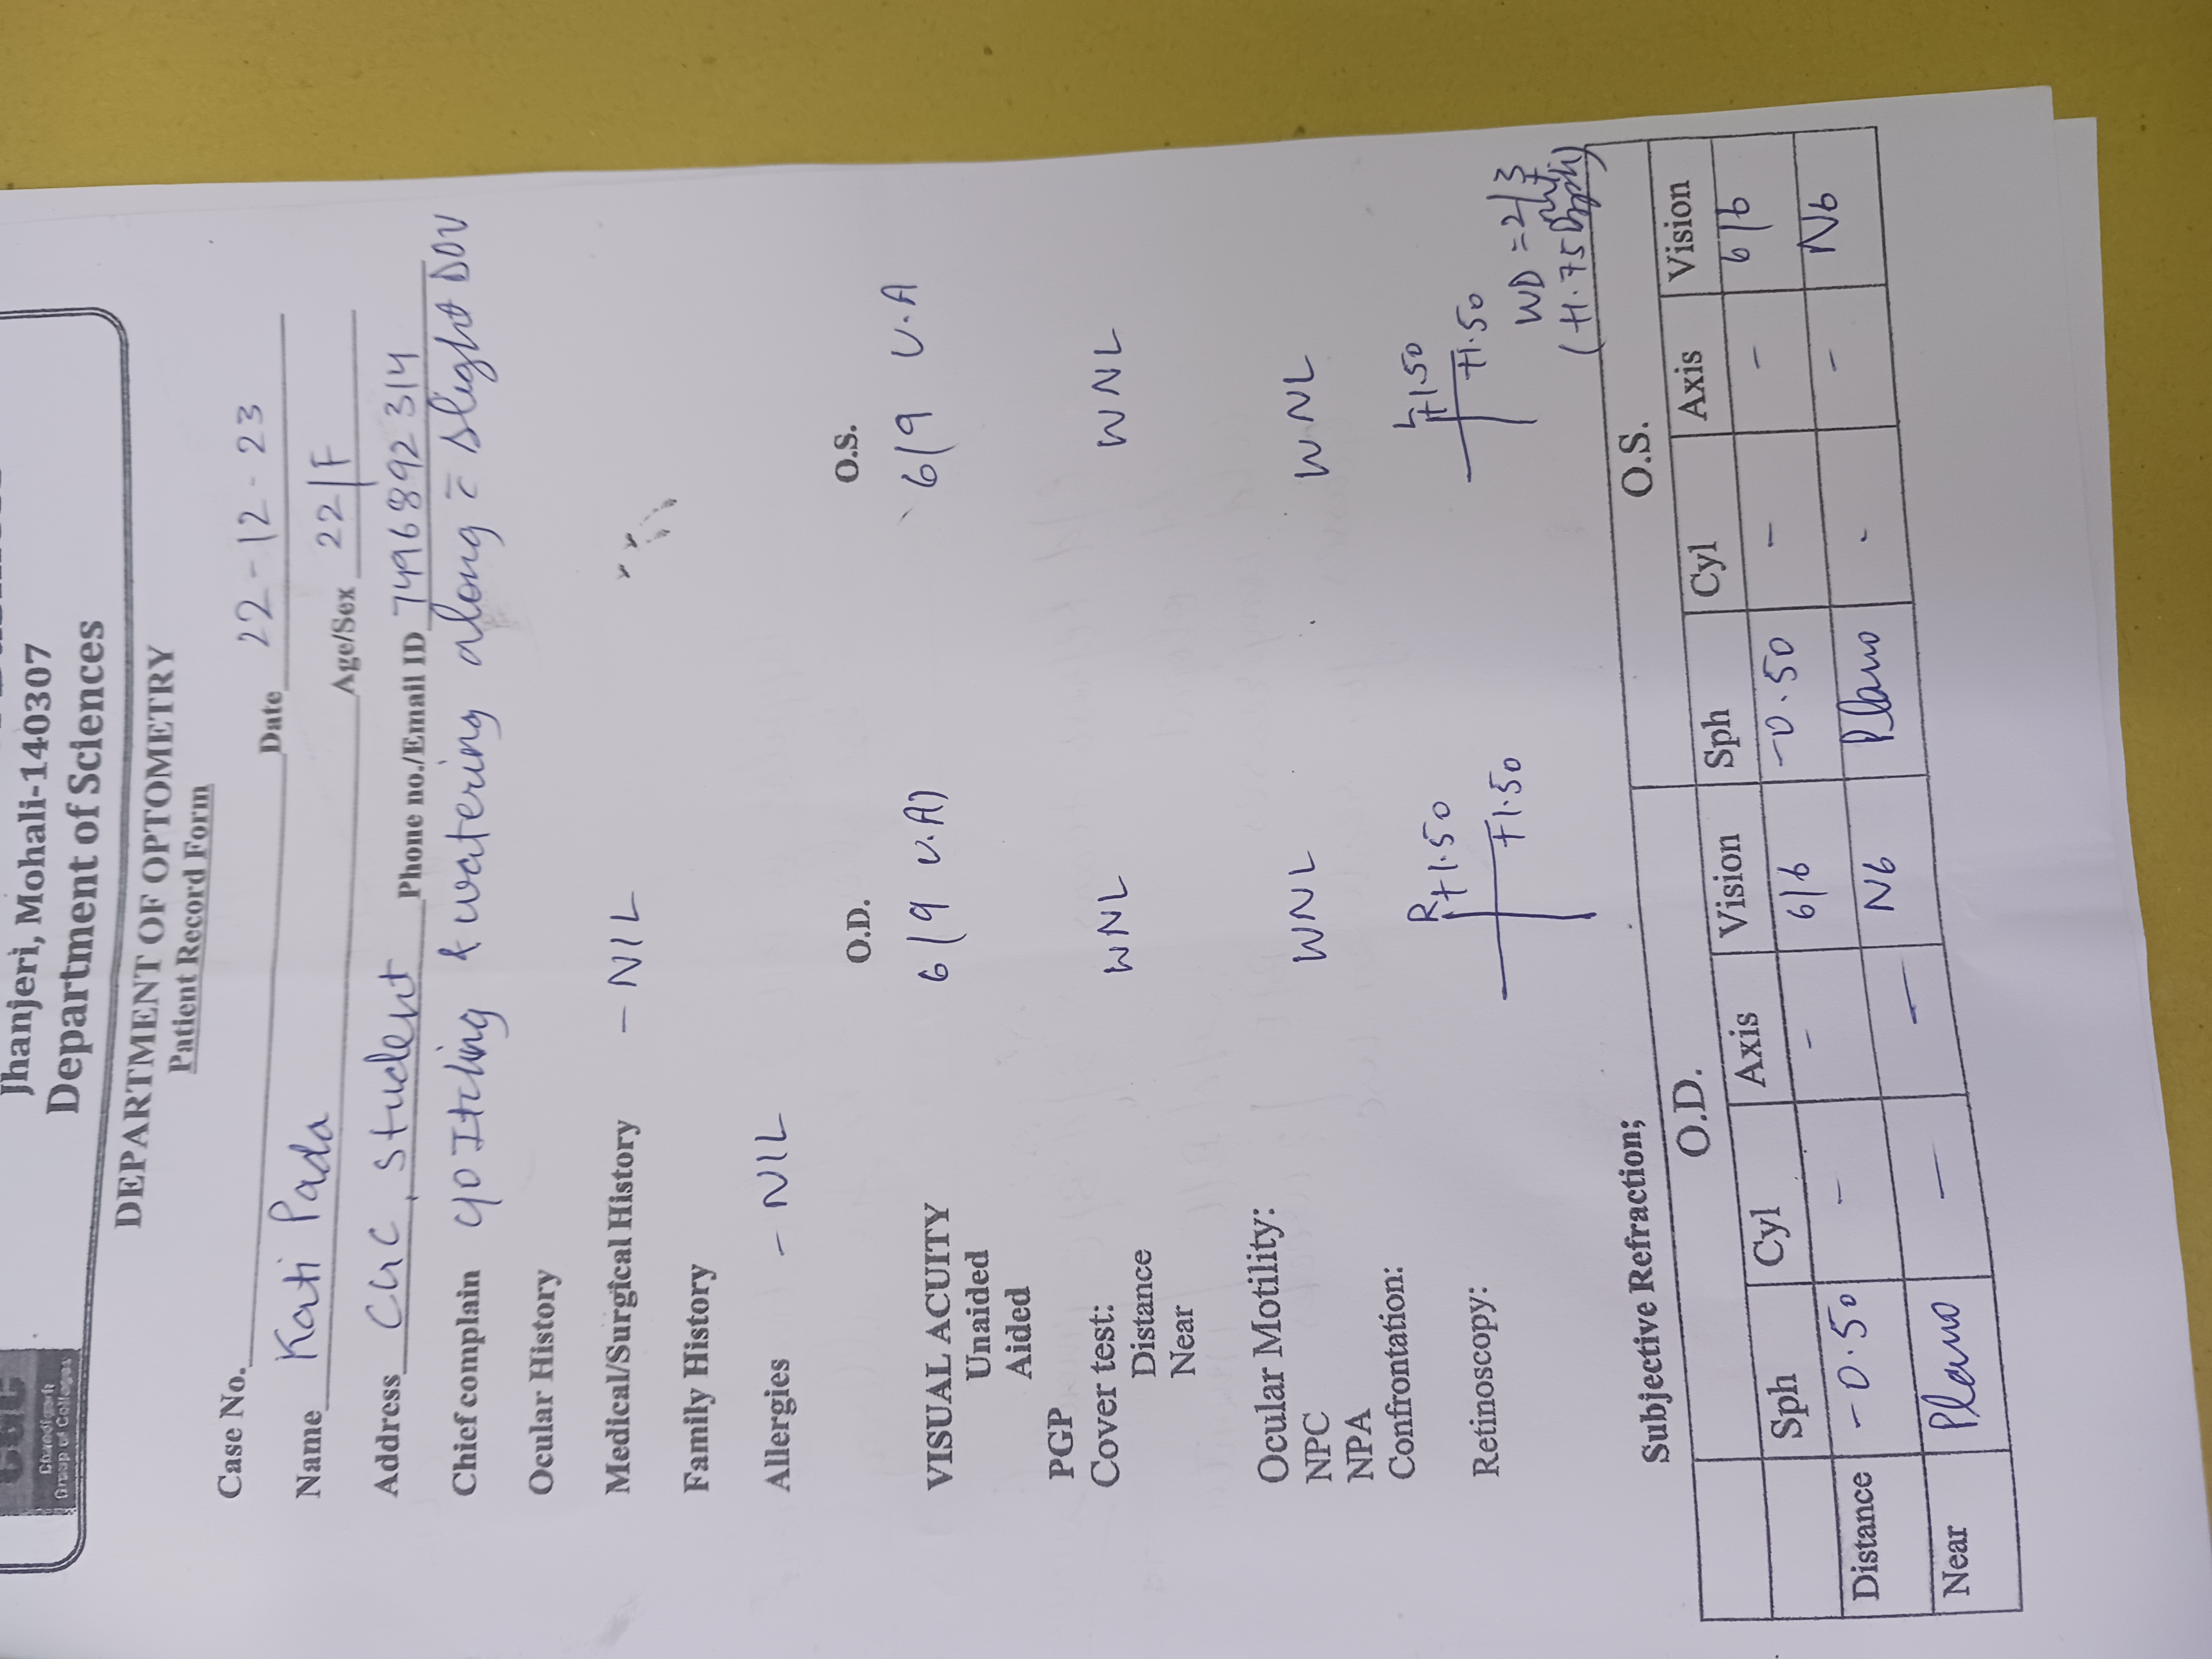 CGC
Chandigarh
Group of Colleges
Jhanjeri, Mohali-140307
Department of Sciences
DEPARTMENT OF OPTOMETRY
Patient Record Form
Case No. Date 22-12-23
Name Kati Pada Age/Sex 22/F
Address CGC, Student Phone no./Email ID 7496892314
Chief complain c/o Itching & watering along c̄ slight DOV
Ocular History
Medical/Surgical History - NIL
Family History
Allergies - NIL
O.D. O.S.
VISUAL ACUITY 6/9 U.A) 6/9 U.A
Unaided
Aided
PGP
Cover test: WNL WNL
Distance
Near
Ocular Motility:
NPC WNL WNL
NPA
Confrontation:
R +1.50 L +1.50
Retinoscopy: +1.50 +1.50
WD = 2/3
(+1.75
Subjective Refraction;
O.D. O.S.
Sph Cyl Axis Vision Sph Cyl Axis Vision
Distance -0.50 - - 6/6 -0.50 - - 6/6
Near Plano - - N6 Plano - - N6